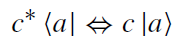 c* ⟨a| ⇔ c |a⟩